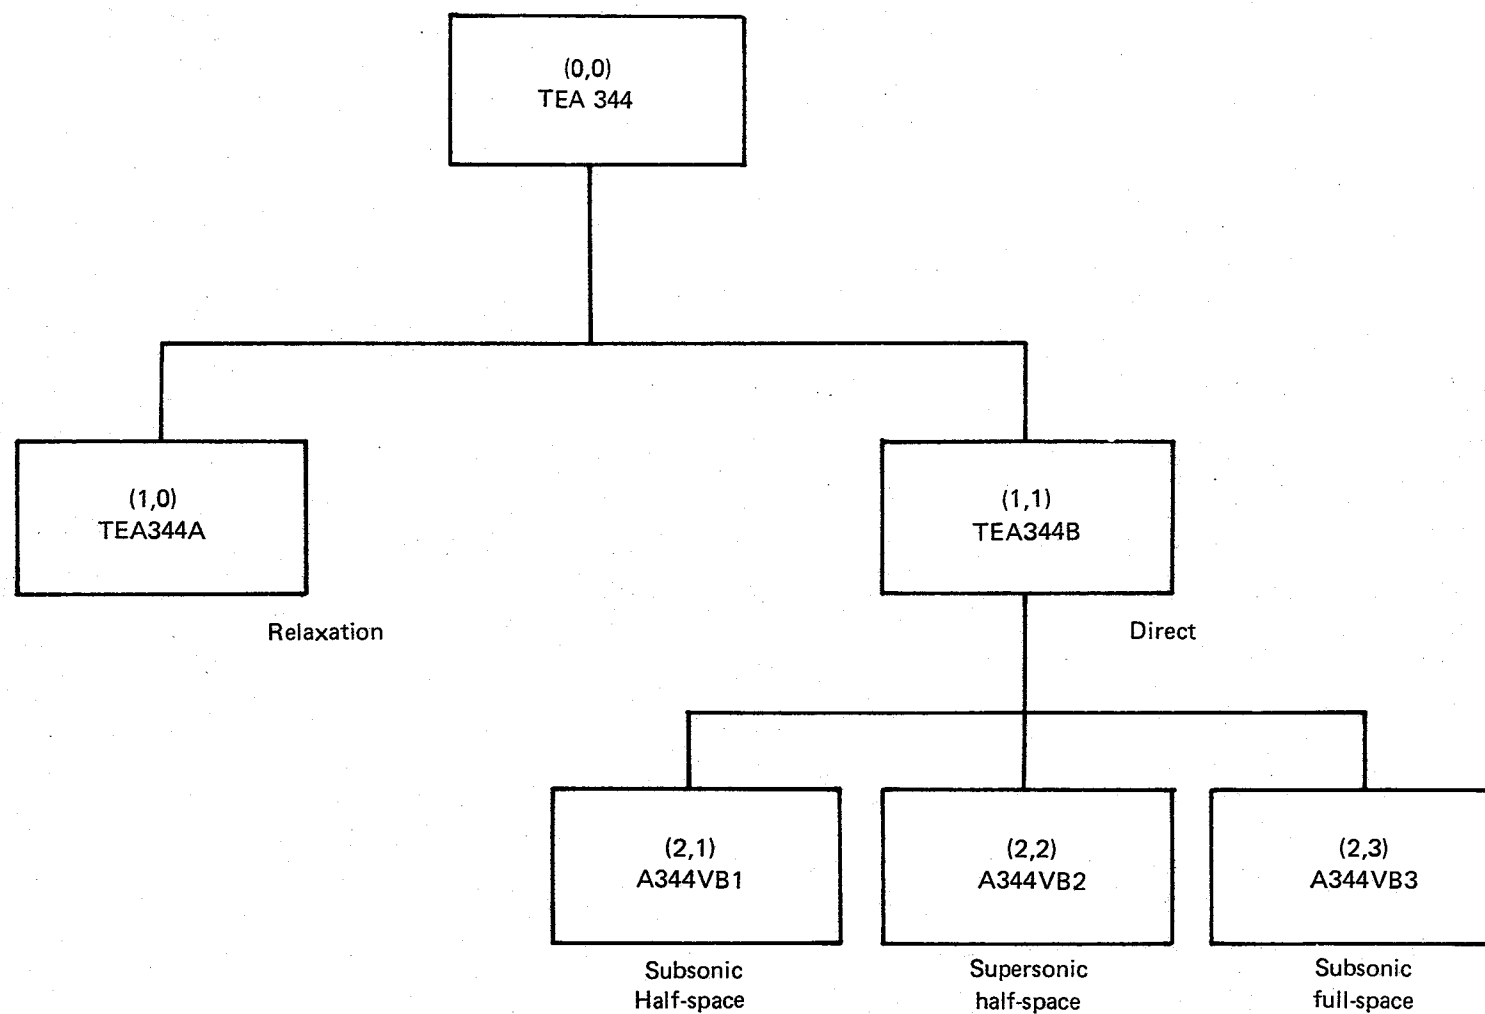 (0,0)
TEA 344
(1,0)
TEA344A
(1,1)
TEA344B
Relaxation
Direct
(2,1)
A344VB1
(2,2)
A344VB2
(2,3)
A344VB3
Subsonic
Half-space
Supersonic
half-space
Subsonic
full-space